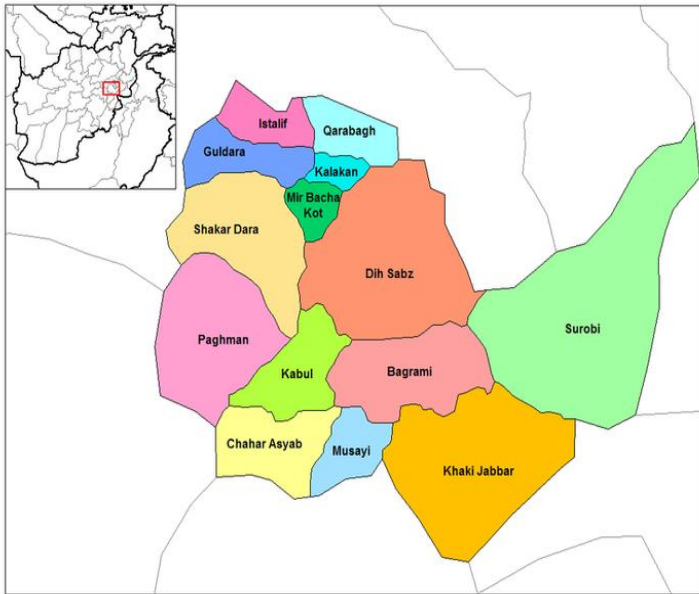 Istalif
Qarabagh
Guldara
Kalakan
Mir Bacha
Kot
Shakar Dara
Dih Sabz
Surobi
Paghman
Kabul
Bagrami
Chahar Asyab
Musayi
Khaki Jabbar